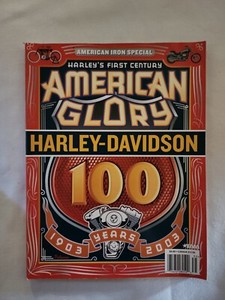 AMERICAN IRON SPECIAL
HARLEY'S FIRST CENTURY
AMERICAN
GLORY
HARLEY-DAVIDSON
100
YEARS
1903 2003